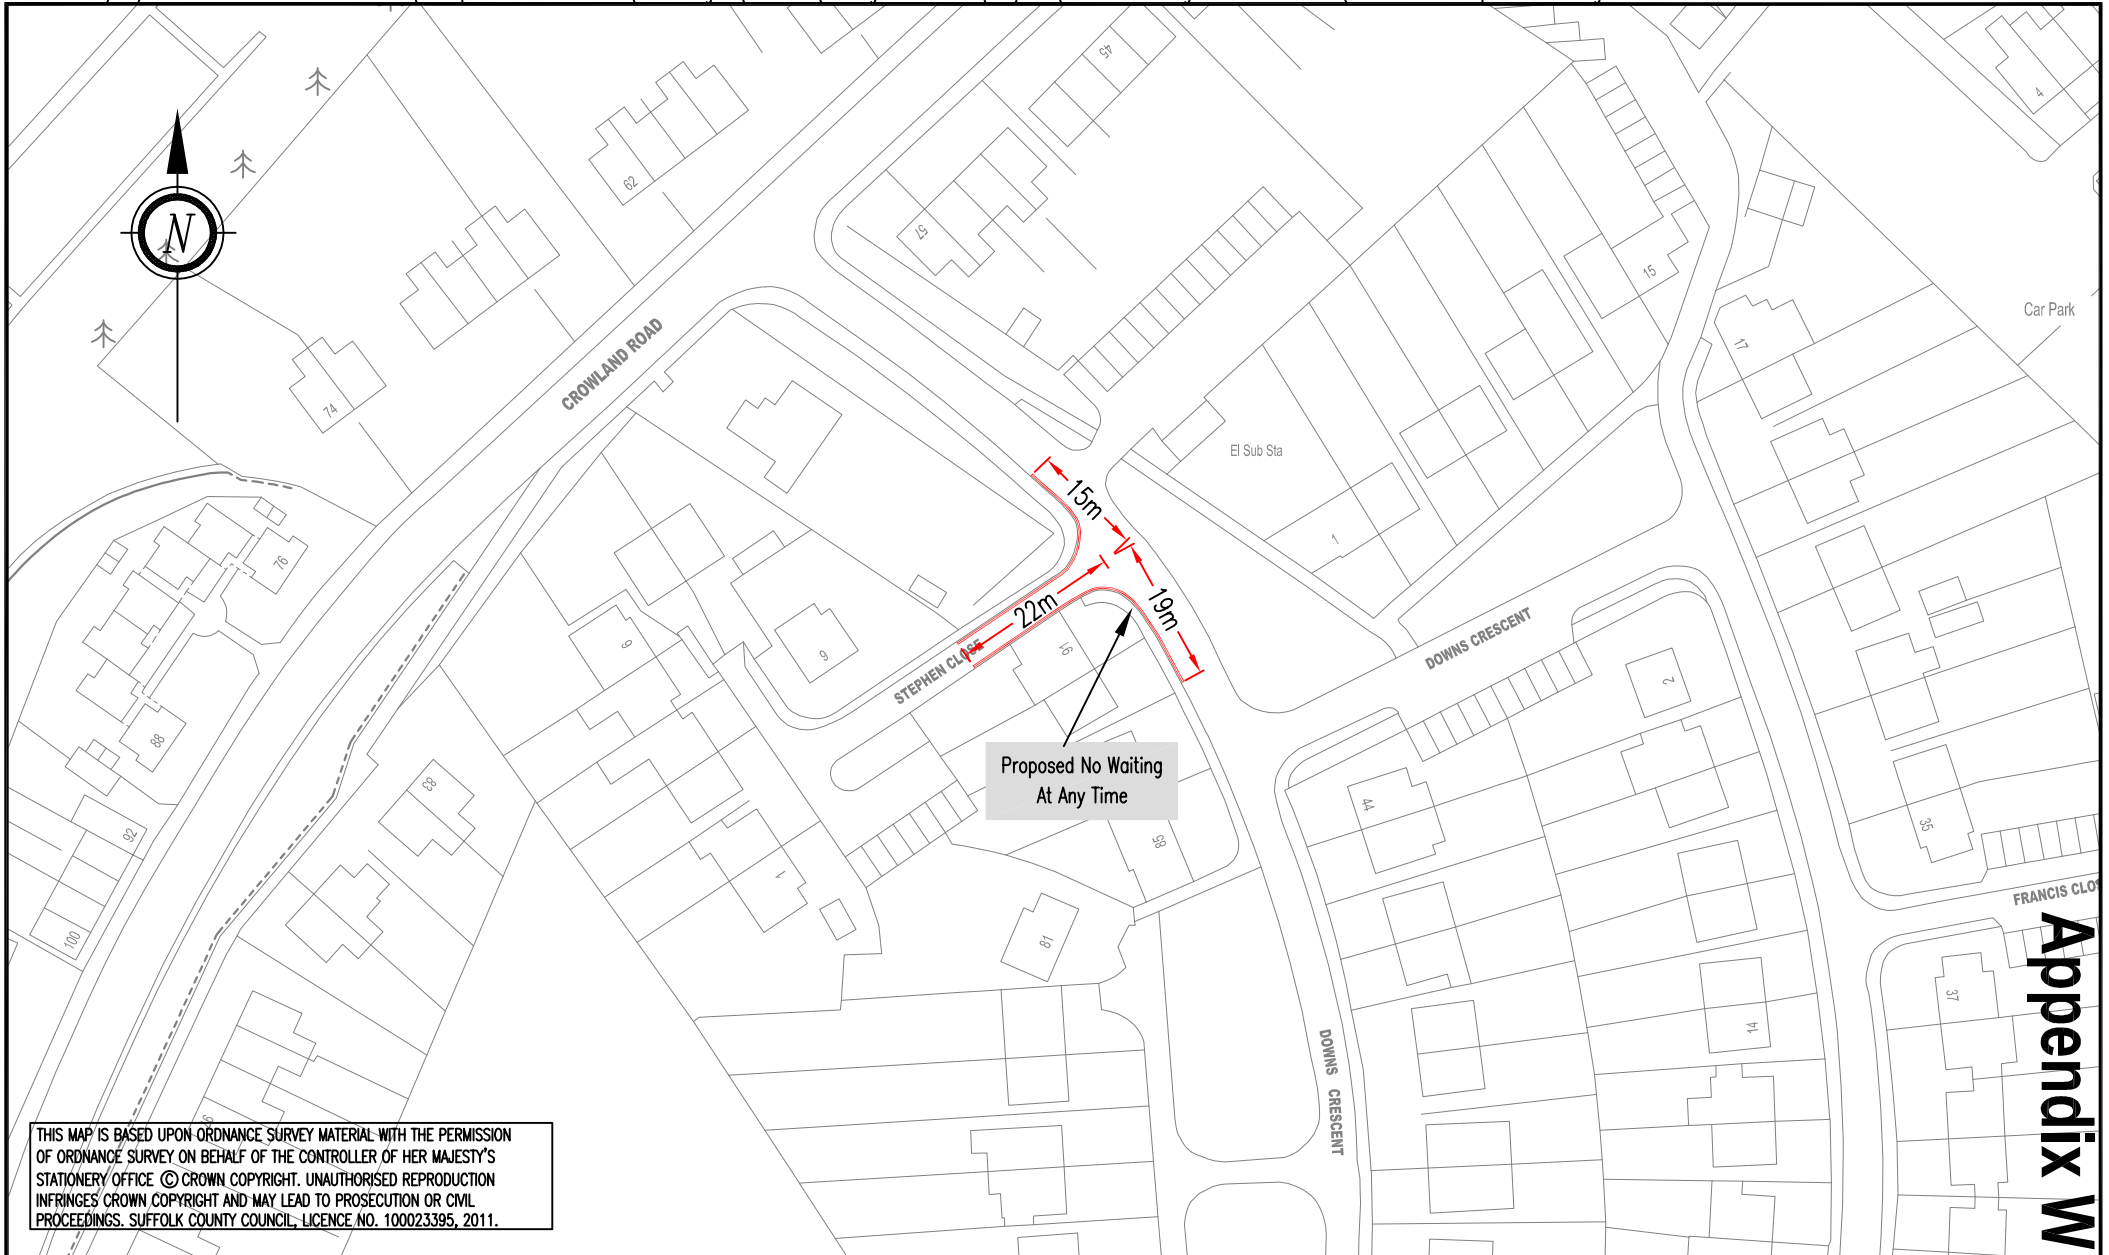 45
4
62
57
N
15
Car Park
17
CROWLAND ROAD
74
El Sub Sta
15m
1
76
22m
19m
9
9
91
STEPHEN CLOSE
DOWNS CRESCENT
2
88
Proposed No Waiting
At Any Time
83
44
92
35
85
1
FRANCIS CLOS
100
81
37
14
DOWNS CRESCENT
Appendix W
THIS MAP IS BASED UPON ORDNANCE SURVEY MATERIAL WITH THE PERMISSION
OF ORDNANCE SURVEY ON BEHALF OF THE CONTROLLER OF HER MAJESTY'S
STATIONERY OFFICE © CROWN COPYRIGHT. UNAUTHORISED REPRODUCTION
INFRINGES CROWN COPYRIGHT AND MAY LEAD TO PROSECUTION OR CIVIL
PROCEEDINGS. SUFFOLK COUNTY COUNCIL, LICENCE NO. 100023395, 2011.